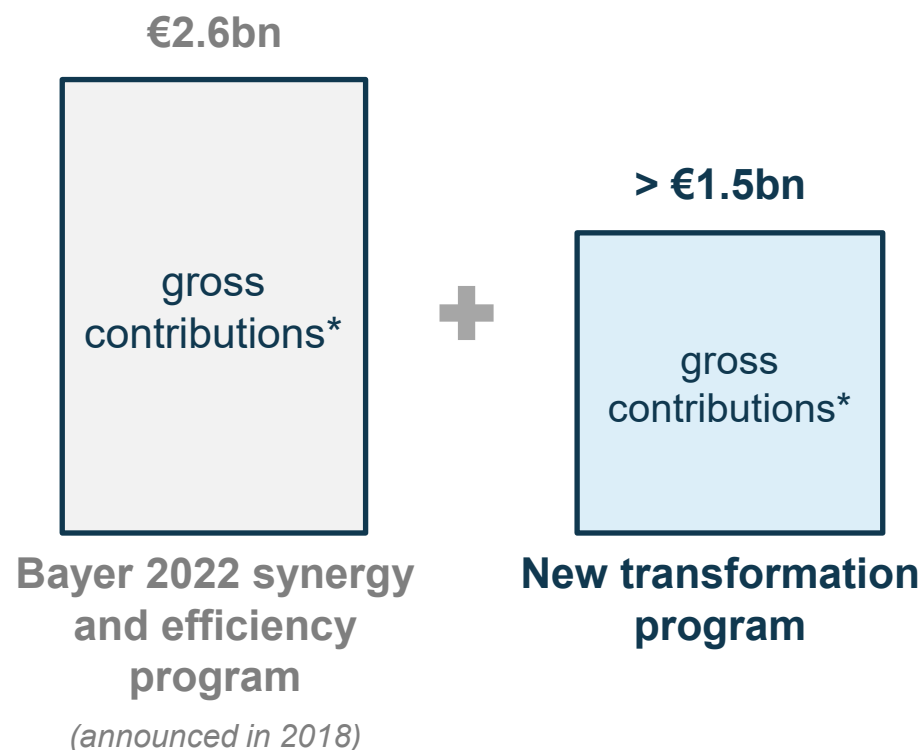 €2.6bn
gross
contributions*
Bayer 2022 synergy
and efficiency
program
(announced in 2018)
> €1.5bn
gross
contributions*
New transformation
program